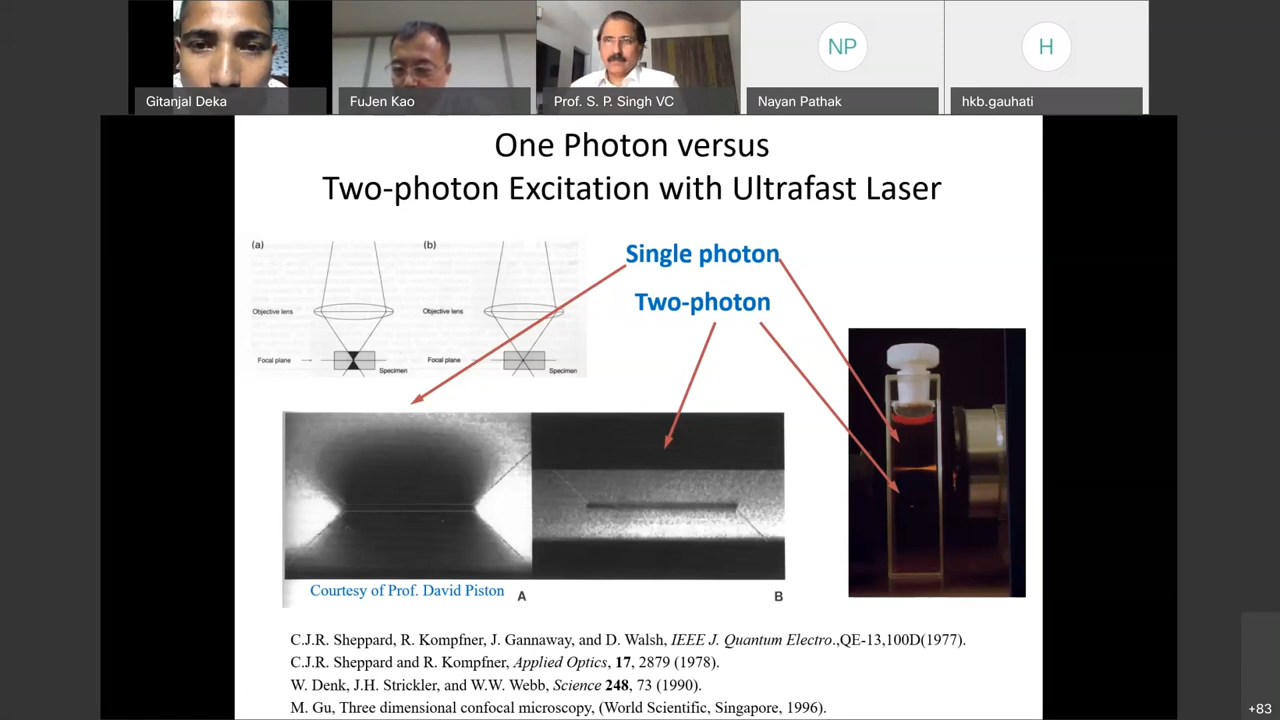 NP
H
Gitanjal Deka
FuJen Kao
Prof. S. P. Singh VC
Nayan Pathak
hkb.gauhati
One Photon versus
Two-photon Excitation with Ultrafast Laser
(a)
(b)
Objective lens
Objective lens
Focal plane
Focal plane
Specimen
Specimen
Single photon
Two-photon
Courtesy of Prof. David Piston
A
B
C.J.R. Sheppard, R. Kompfner, J. Gannaway, and D. Walsh, IEEE J. Quantum Electro.,QE-13,100D(1977).
C.J.R. Sheppard and R. Kompfner, Applied Optics, 17, 2879 (1978).
W. Denk, J.H. Strickler, and W.W. Webb, Science 248, 73 (1990).
M. Gu, Three dimensional confocal microscopy, (World Scientific, Singapore, 1996).
+83